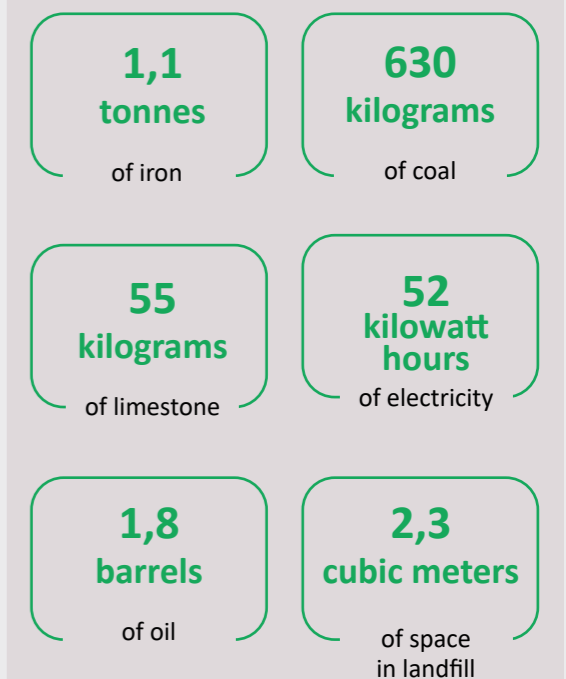 1,1
tonnes
of iron
630
kilograms
of coal
55
kilograms
of limestone
52
kilowatt
hours
of electricity
1,8
barrels
of oil
2,3
cubic meters
of space
in landfill